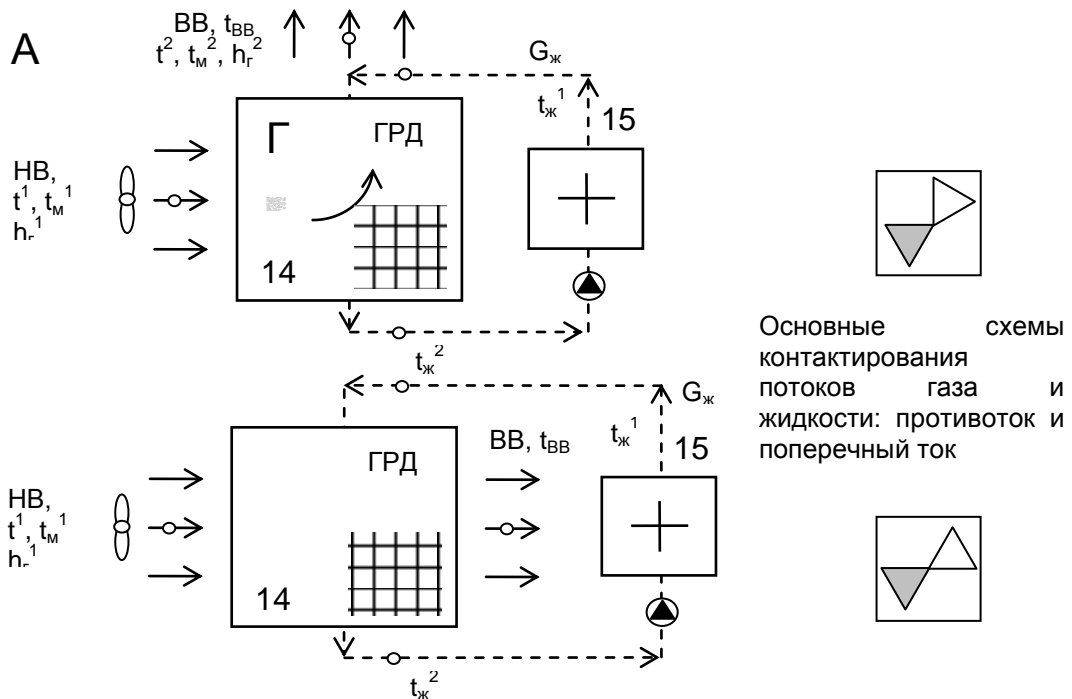 А
ВВ, tВВ
t², tм², hг²
Gж
tж¹
15
Г
ГРД
НВ,
t¹, tм¹
hг¹
14
tж²
Основные схемы
контактирования
потоков газа и
жидкости: противоток и
поперечный ток
Gж
tж¹
15
ГРД
ВВ, tВВ
НВ,
t¹, tм¹
hг¹
14
tж²